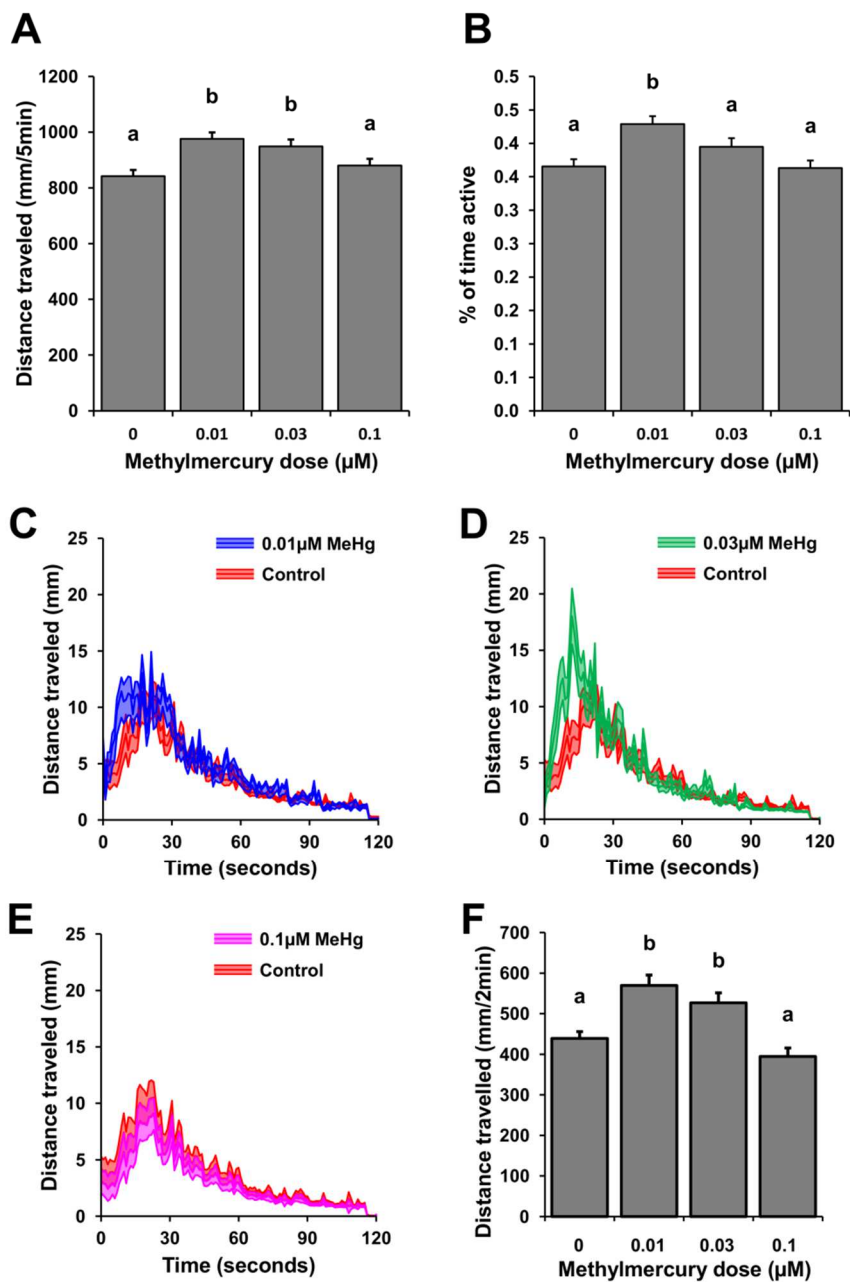 A
1200
1000
800
600
400
200
0
Distance traveled (mm/5min)
a
b
b
a
0 0.01 0.03 0.1
Methylmercury dose (µM)
B
0.5
0.5
0.4
0.4
0.3
0.3
0.2
0.2
0.1
0.1
0.0
% of time active
a
b
a
a
0 0.01 0.03 0.1
Methylmercury dose (µM)
C
25
20
15
10
5
0
Distance traveled (mm)
0.01µM MeHg
Control
0 30 60 90 120
Time (seconds)
D
25
20
15
10
5
0
Distance traveled (mm)
0.03µM MeHg
Control
0 30 60 90 120
Time (seconds)
E
25
20
15
10
5
0
Distance traveled (mm)
0.1µM MeHg
Control
0 30 60 90 120
Time (seconds)
F
700
600
500
400
300
200
100
0
Distance travelled (mm/2min)
a
b
b
a
0 0.01 0.03 0.1
Methylmercury dose (µM)